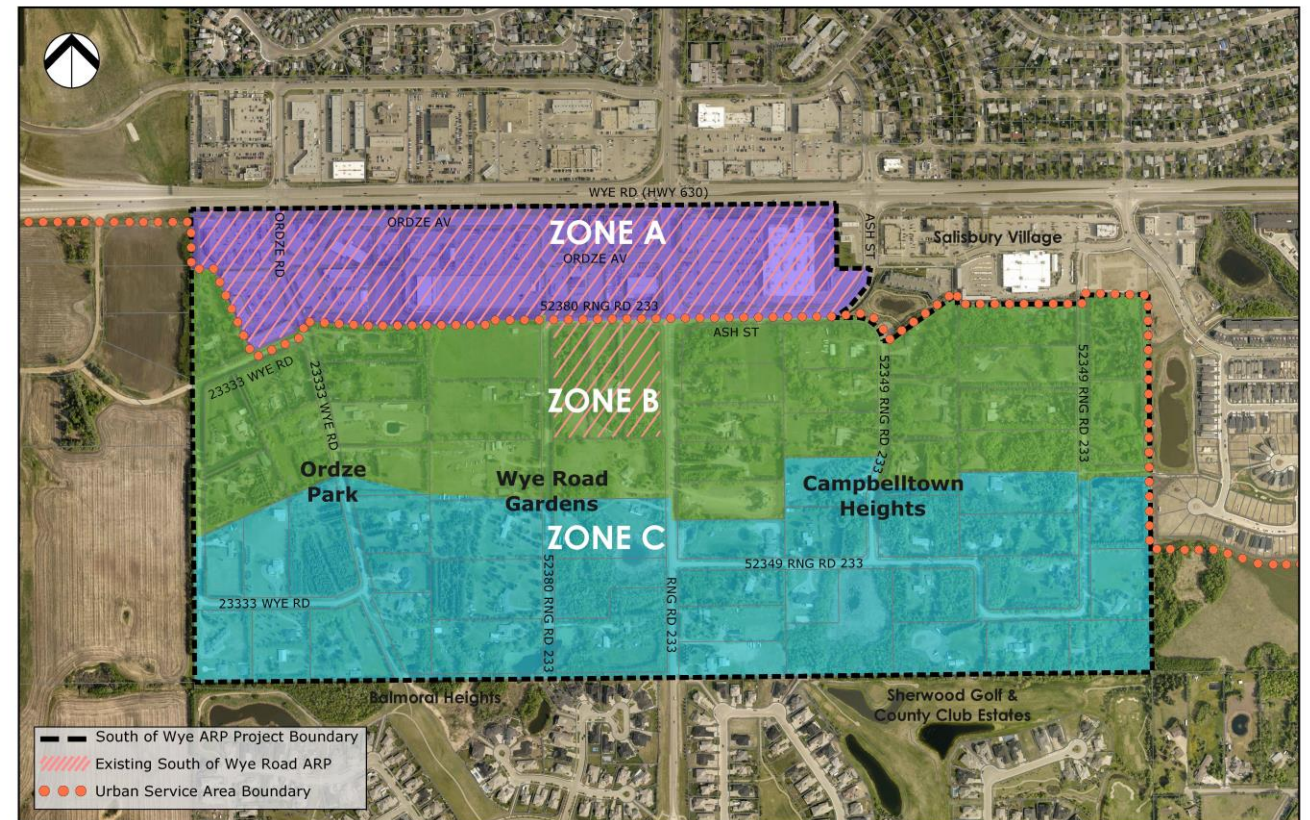 WYE RD (HWY 630)
ORDZE RD
ORDZE AV
ZONE A
ORDZE AV
ASH ST
Salisbury Village
52380 RNG RD 233
ASH ST
23333 WYE RD
23333 WYE RD
ZONE B
52349 RNG RD 233
52349 RNG RD 233
Ordze
Park
Wye Road
Gardens
Campbelltown
Heights
ZONE C
52380 RNG RD 233
RNG RD 233
52349 RNG RD 233
23333 WYE RD
Balmoral Heights
Sherwood Golf &
County Club Estates
South of Wye ARP Project Boundary
Existing South of Wye Road ARP
Urban Service Area Boundary